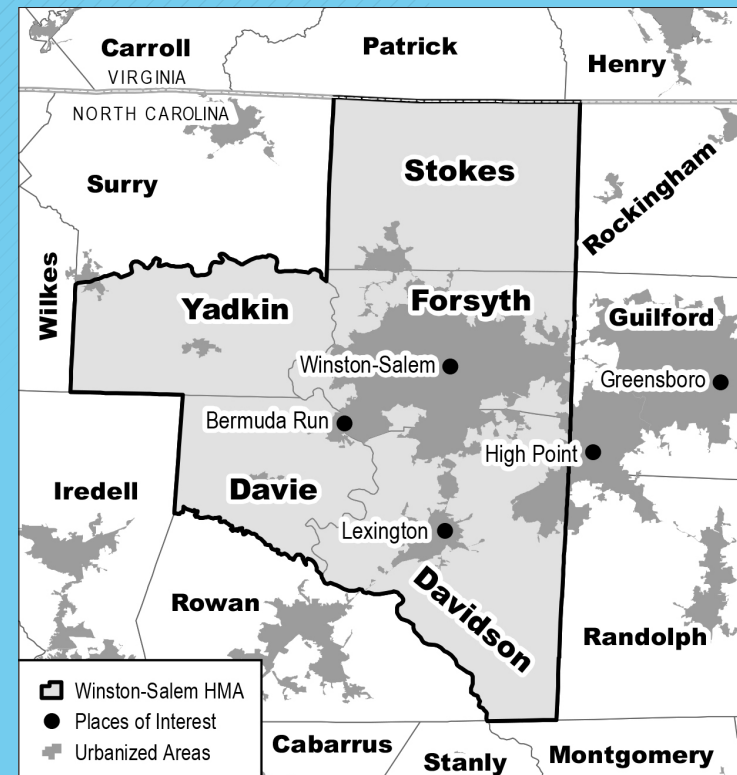 Carroll
Patrick
Henry
VIRGINIA
NORTH CAROLINA
Stokes
Rockingham
Surry
Wilkes
Yadkin
Forsyth
Guilford
Winston-Salem
Greensboro
Bermuda Run
High Point
Iredell
Davie
Lexington
Davidson
Rowan
Randolph
Winston-Salem HMA
Places of Interest
Urbanized Areas
Cabarrus
Stanly
Montgomery